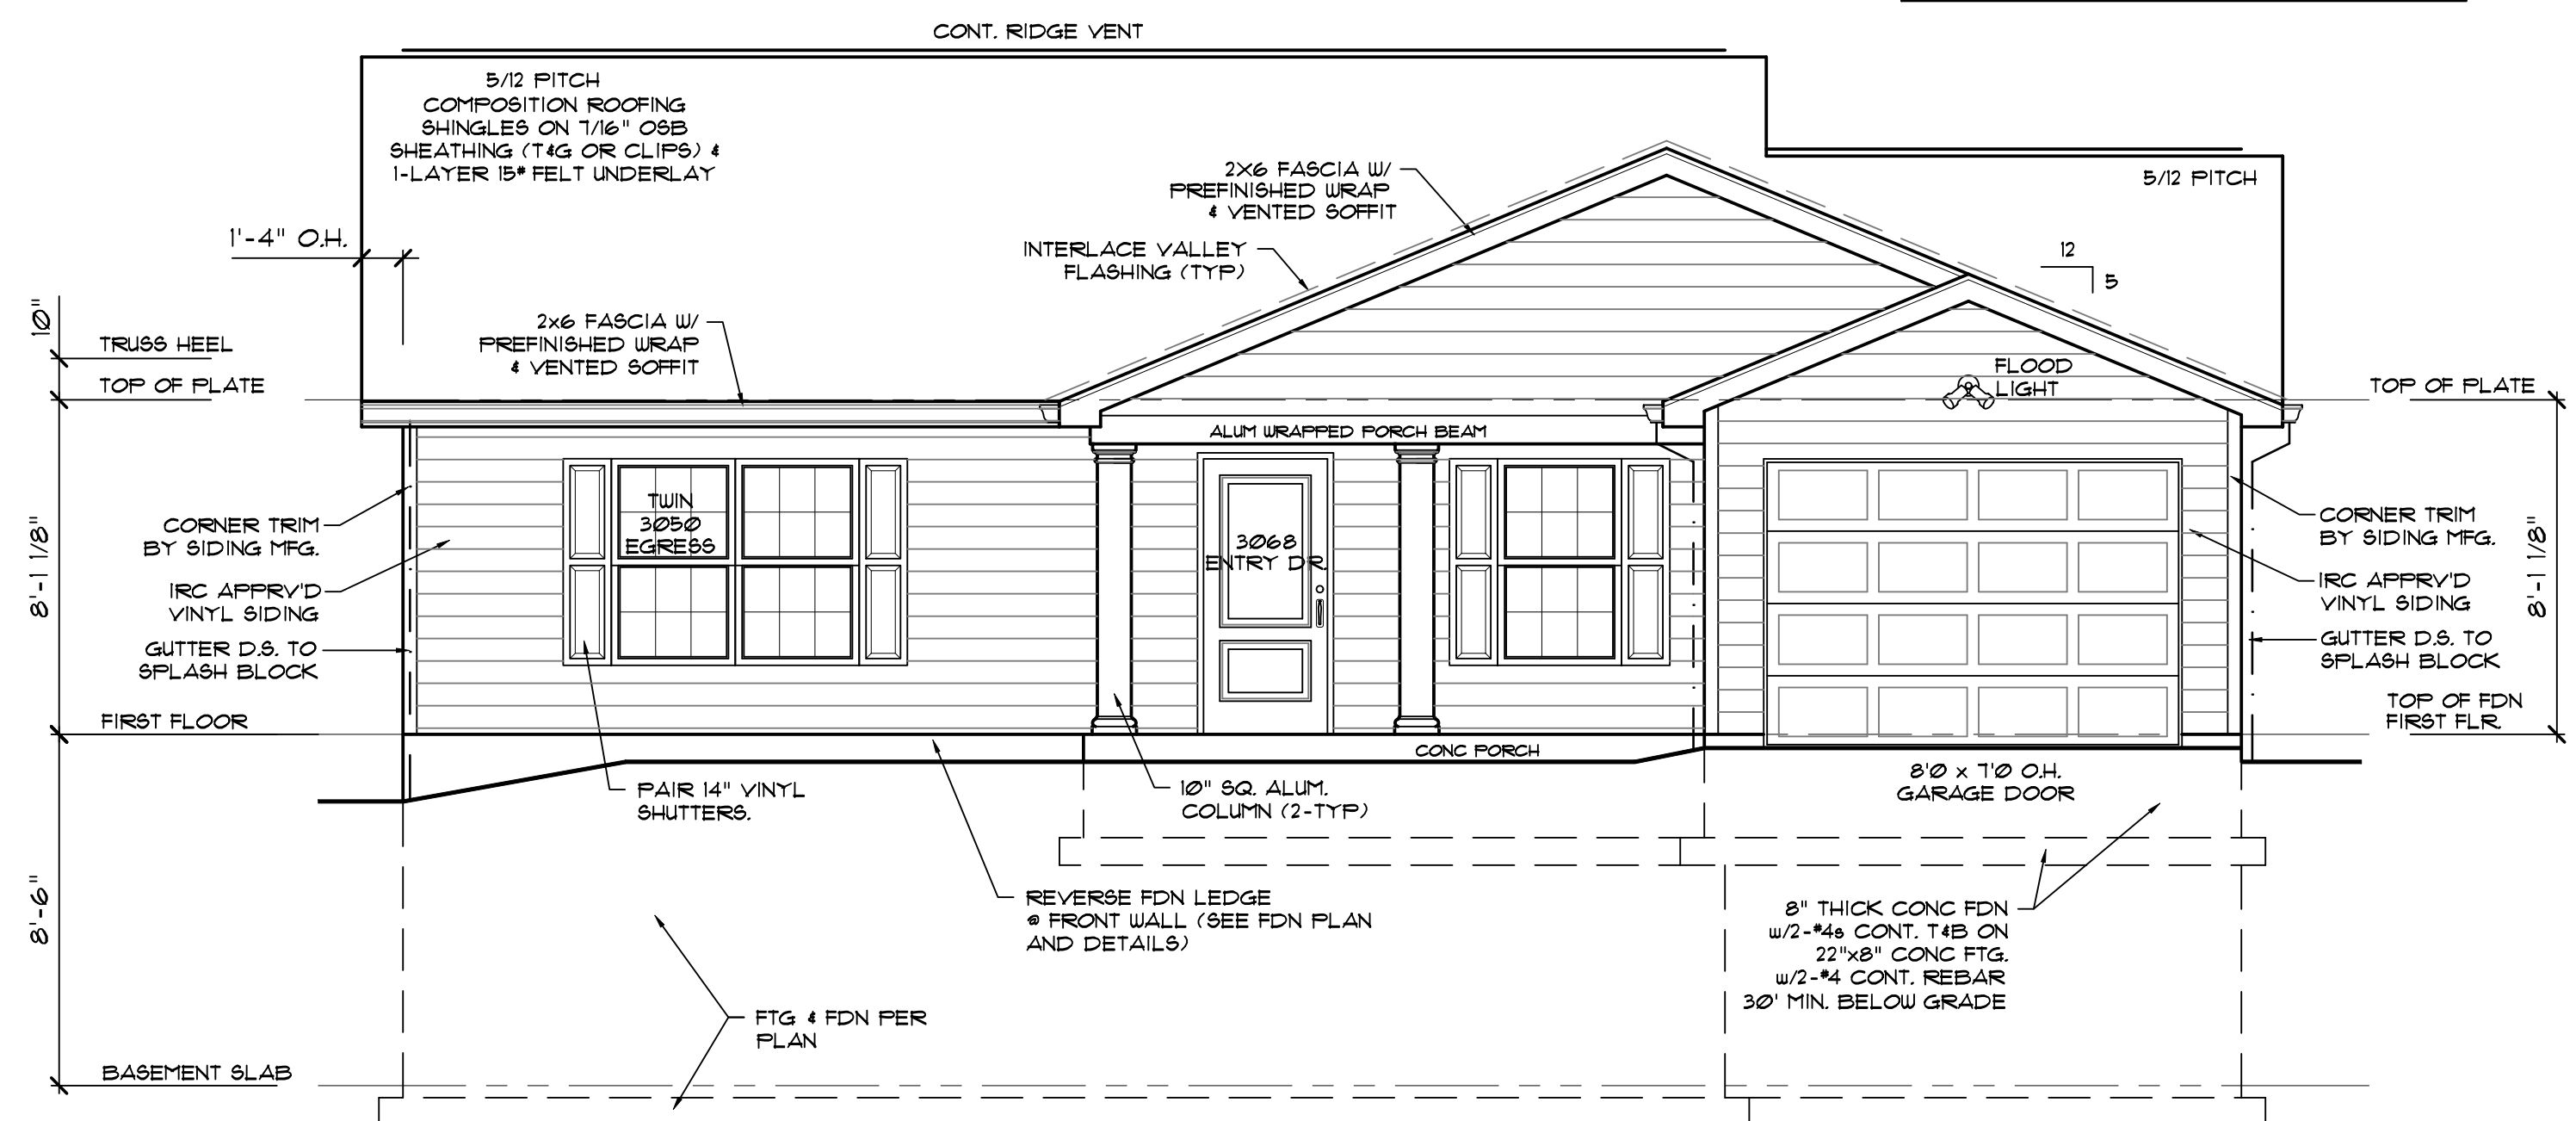 CONT. RIDGE VENT
5/12 PITCH
COMPOSITION ROOFING
SHINGLES ON 7/16" OSB
SHEATHING (T&G OR CLIPS) &
1-LAYER 15# FELT UNDERLAY
2X6 FASCIA W/
PREFINISHED WRAP
& VENTED SOFFIT
5/12 PITCH
1'-4" O.H.
INTERLACE VALLEY
FLASHING (TYP)
12
5
10"
TRUSS HEEL
TOP OF PLATE
2x6 FASCIA W/
PREFINISHED WRAP
& VENTED SOFFIT
FLOOD
LIGHT
TOP OF PLATE
ALUM WRAPPED PORCH BEAM
TWIN
3050
EGRESS
3068
ENTRY DR.
8'-1 1/8"
CORNER TRIM
BY SIDING MFG.
IRC APPRV'D
VINYL SIDING
GUTTER D.S. TO
SPLASH BLOCK
FIRST FLOOR
CORNER TRIM
BY SIDING MFG.
IRC APPRV'D
VINYL SIDING
GUTTER D.S. TO
SPLASH BLOCK
8'-1 1/8"
TOP OF FDN
FIRST FLR.
CONC PORCH
PAIR 14" VINYL
SHUTTERS.
10" SQ. ALUM.
COLUMN (2-TYP)
8'0 x 7'0 O.H.
GARAGE DOOR
8'-6"
REVERSE FDN LEDGE
@ FRONT WALL (SEE FDN PLAN
AND DETAILS)
8" THICK CONC FDN
w/2-#4s CONT. T&B ON
22"x8" CONC FTG.
w/2-#4 CONT. REBAR
30' MIN. BELOW GRADE
FTG & FDN PER
PLAN
BASEMENT SLAB